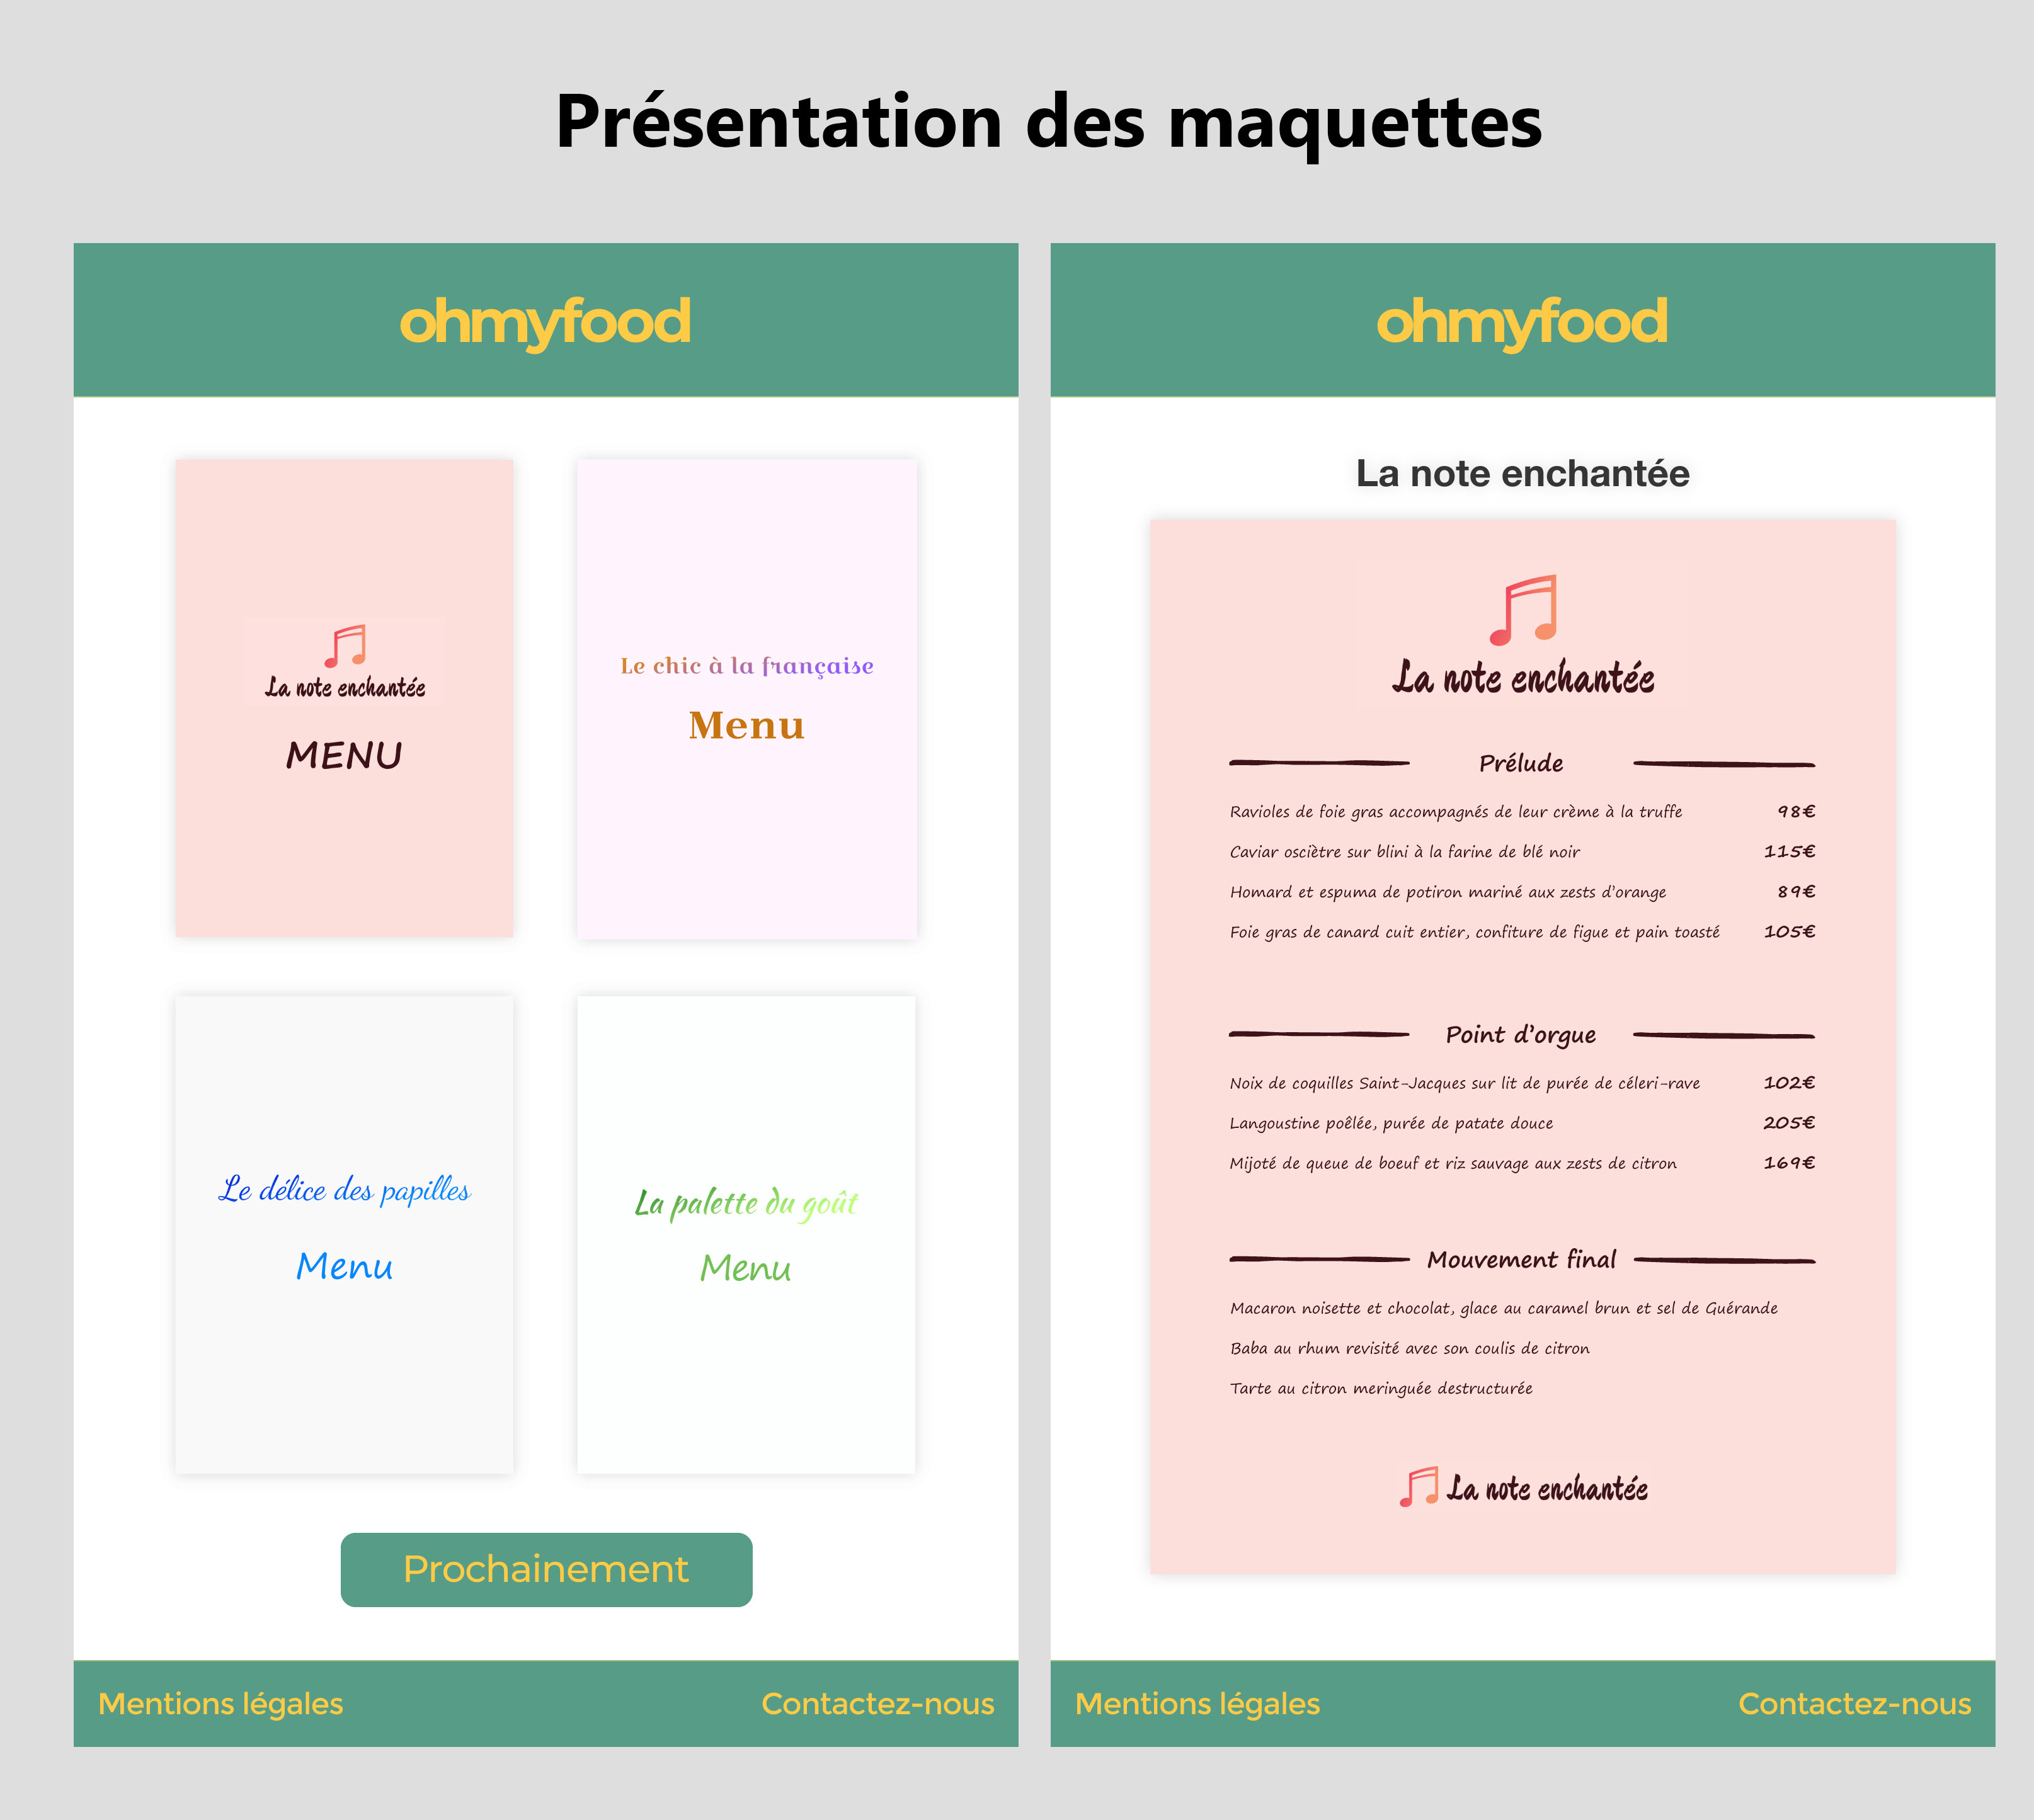 Présentation des maquettes
ohmyfood
La note enchantée
MENU
Le chic à la française
Menu
Le délice des papilles
Menu
La palette du goût
Menu
Prochainement
Mentions légales
Contactez-nous
ohmyfood
La note enchantée
La note enchantée
Prélude
Ravioles de foie gras accompagnés de leur crème à la truffe 98€
Caviar osciètre sur blini à la farine de blé noir 115€
Homard et espuma de potiron mariné aux zests d'orange 89€
Foie gras de canard cuit entier, confiture de figue et pain toasté 105€
Point d'orgue
Noix de coquilles Saint-Jacques sur lit de purée de céleri-rave 102€
Langoustine poêlée, purée de patate douce 205€
Mijoté de queue de boeuf et riz sauvage aux zests de citron 169€
Mouvement final
Macaron noisette et chocolat, glace au caramel brun et sel de Guérande
Baba au rhum revisité avec son coulis de citron
Tarte au citron meringuée destructurée
La note enchantée
Mentions légales
Contactez-nous